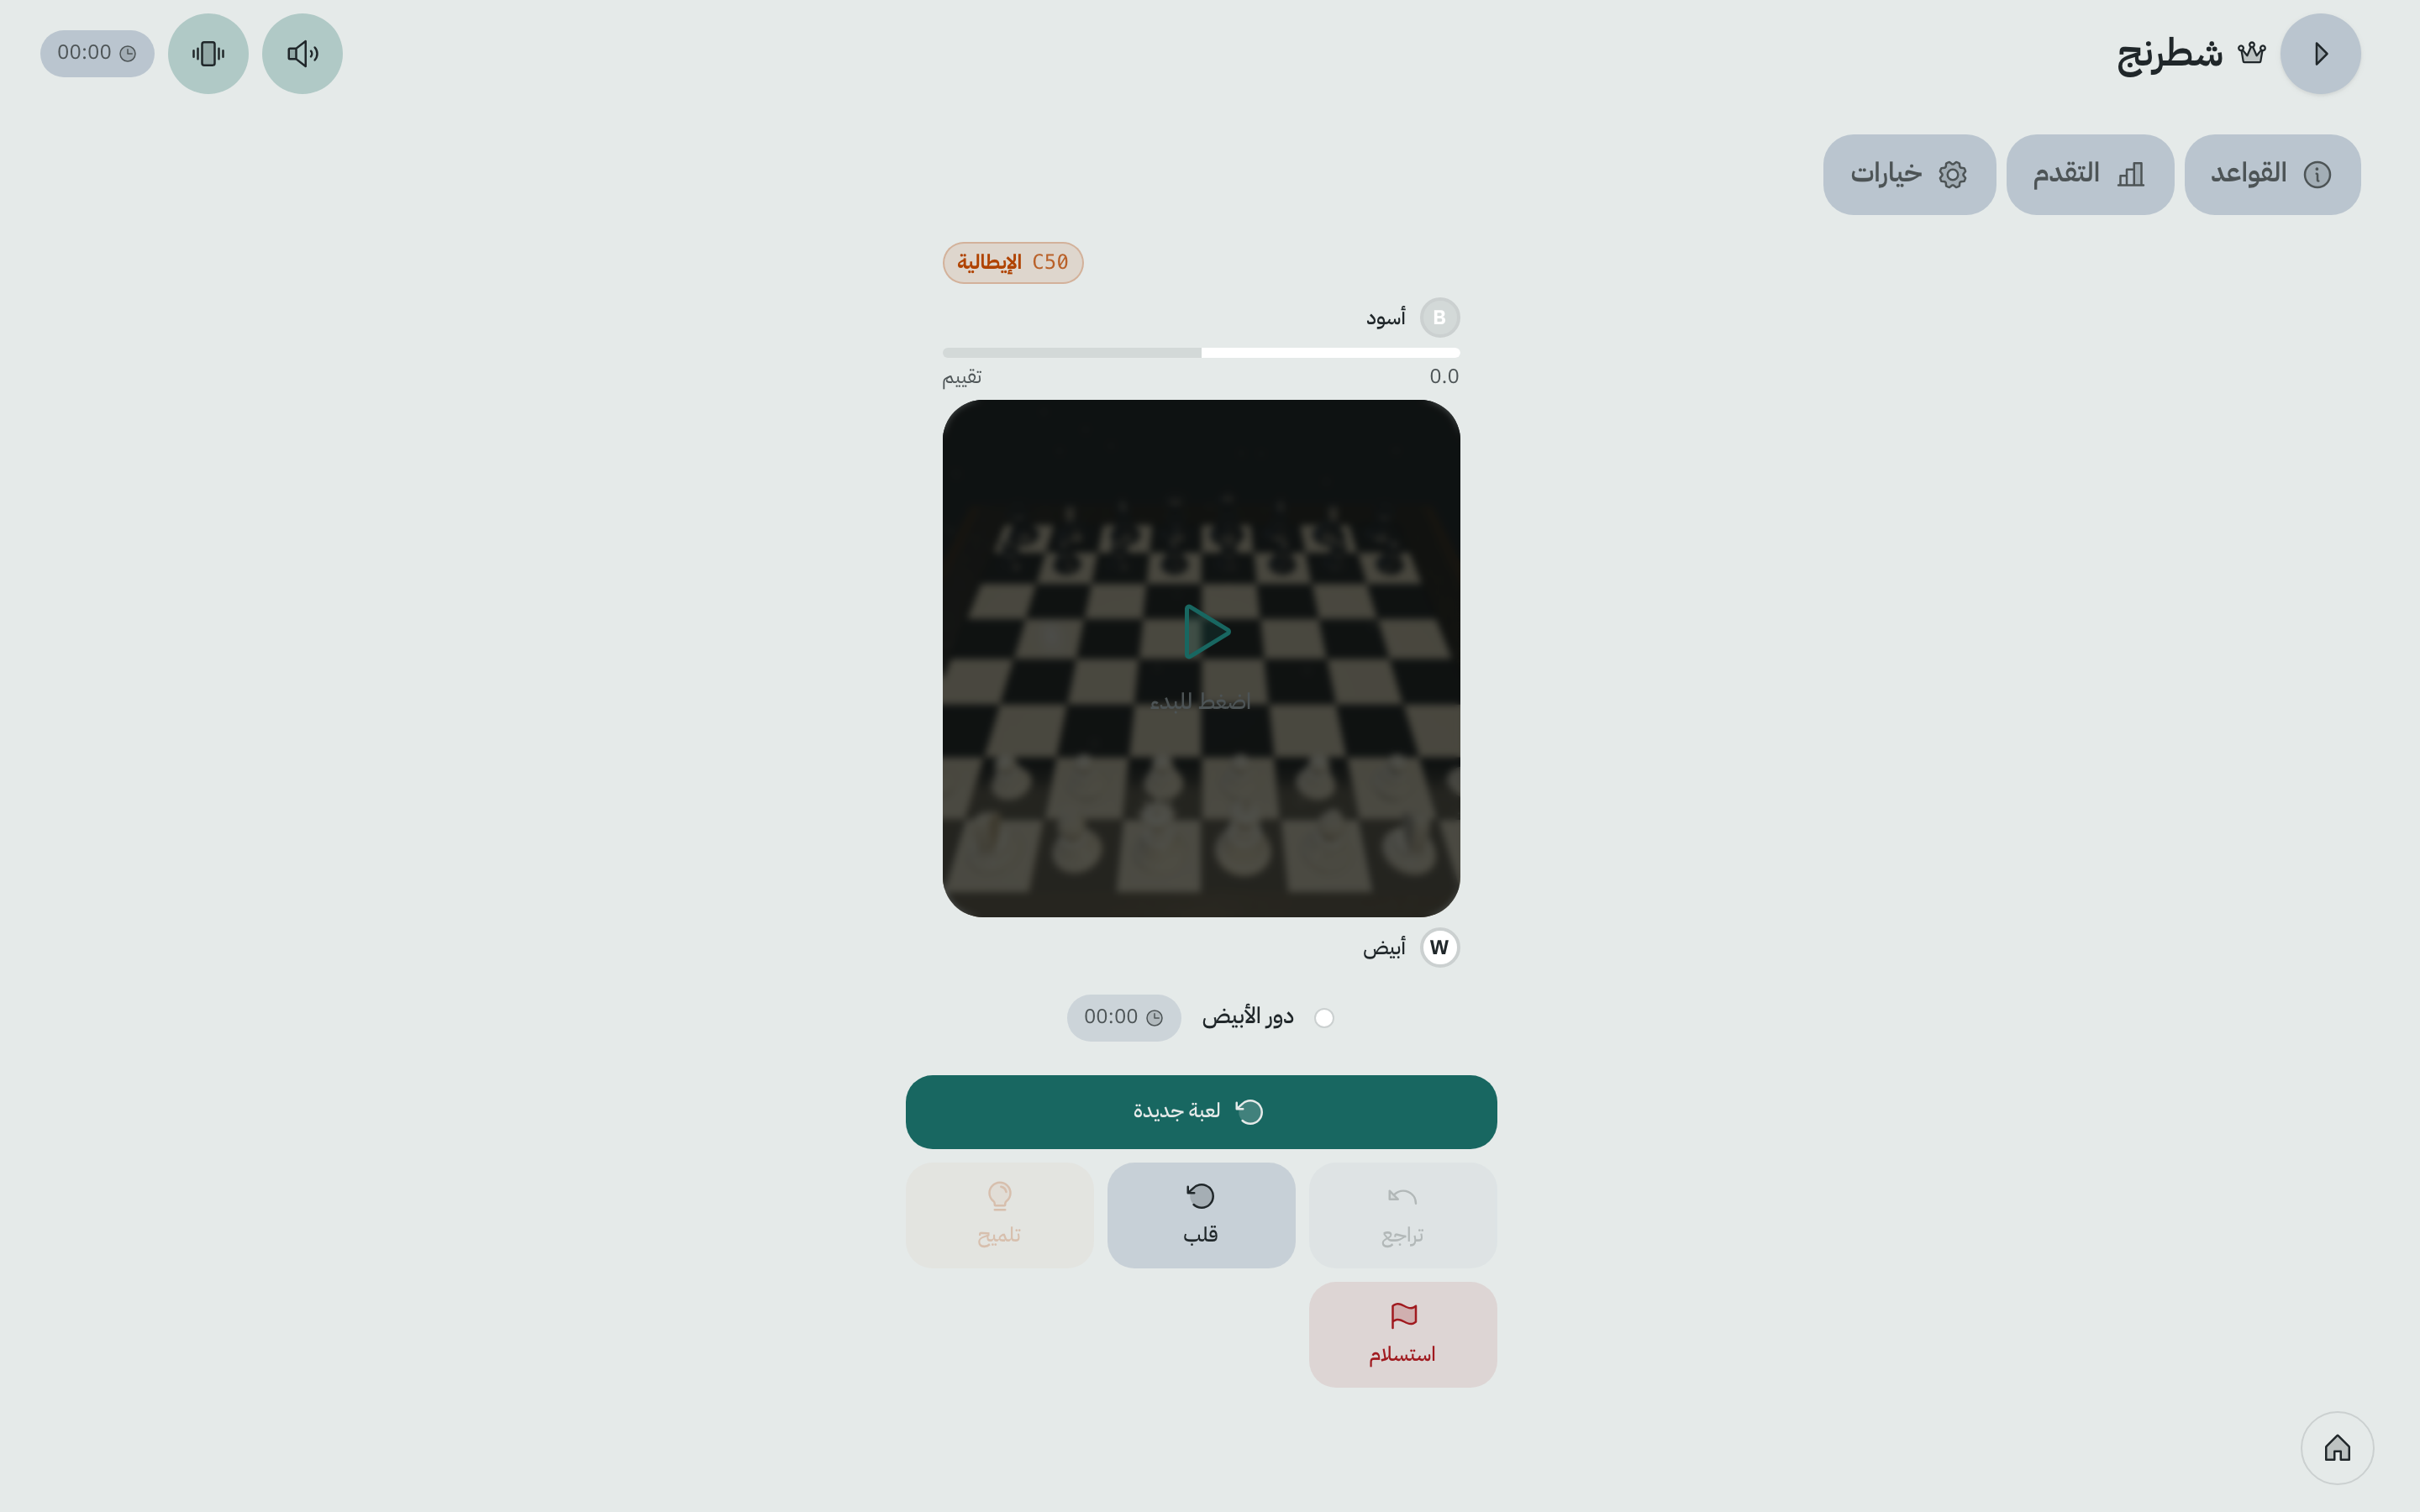 شطرنج
00:00
القواعد
التقدم
خيارات
C50 الإيطالية
B أسود
0.0 تقييم
اضغط للبدء
W أبيض
دور الأبيض 00:00
لعبة جديدة
تراجع
قلب
تلميح
استسلام